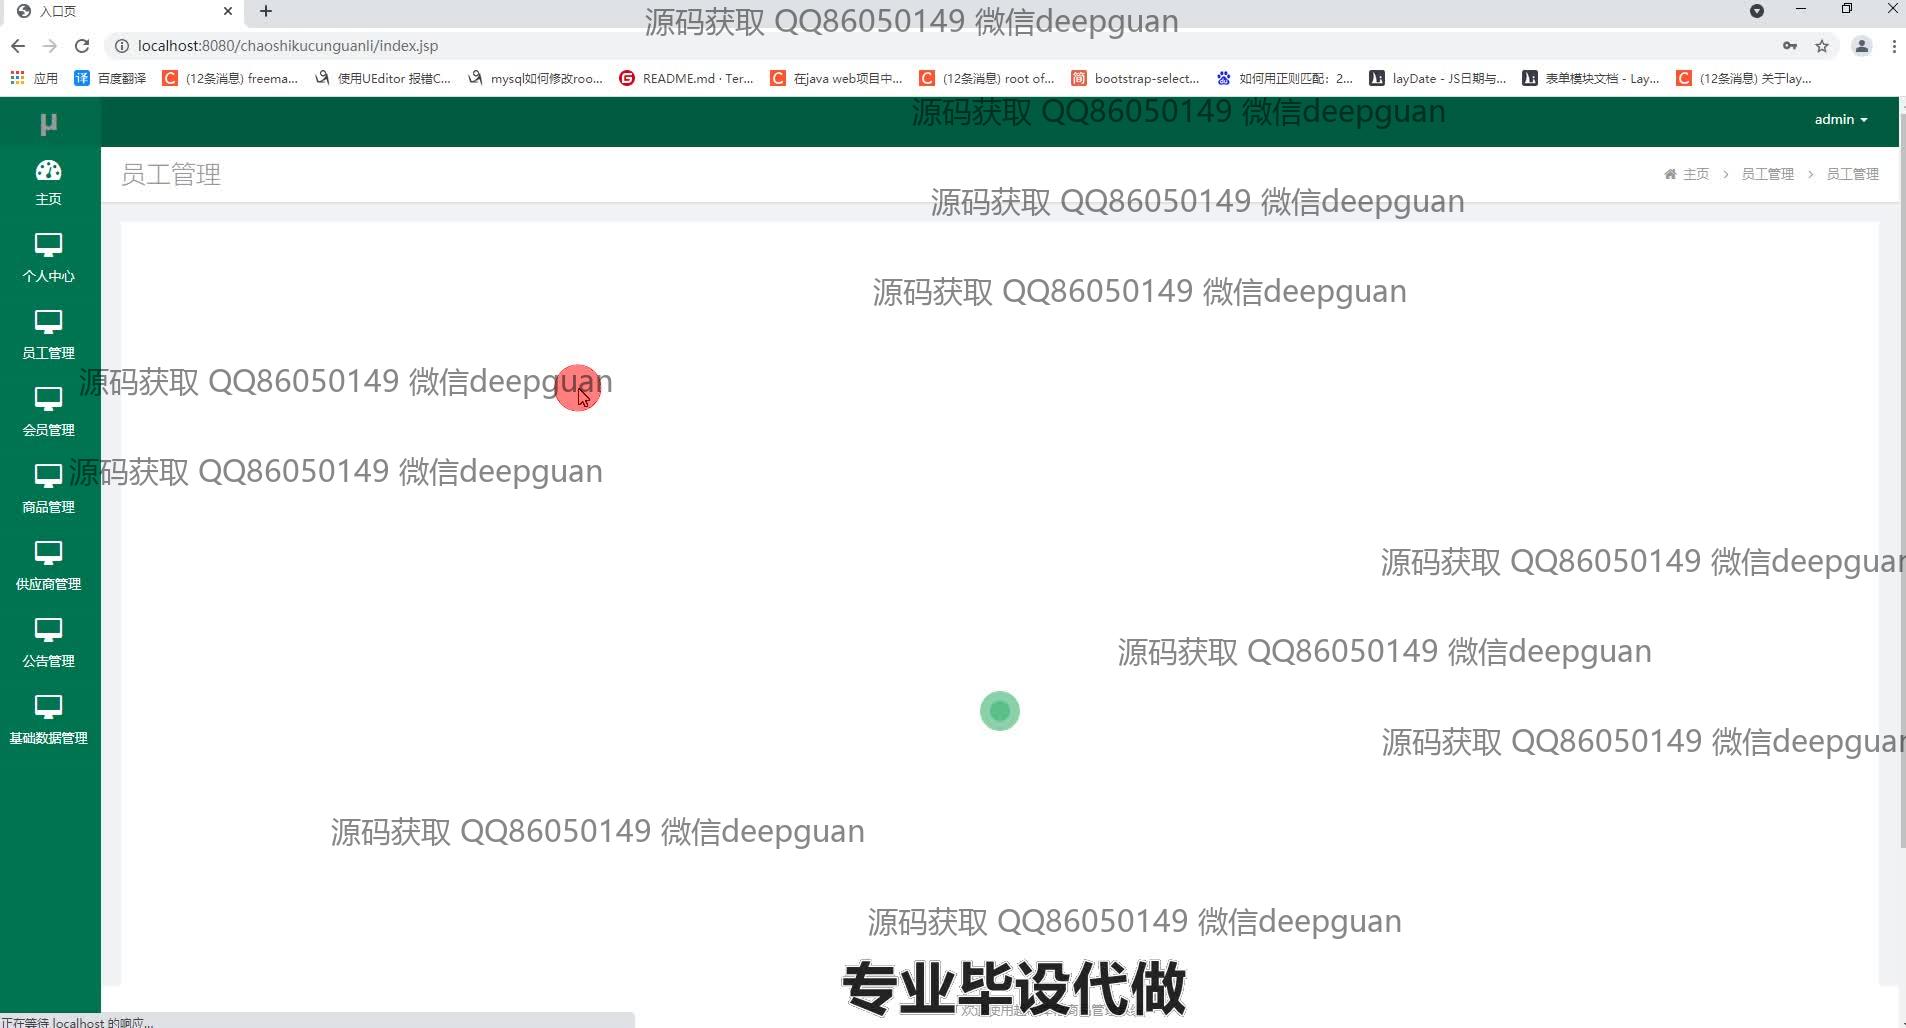 入口页
源码获取 QQ86050149 微信deepguan
localhost:8080/chaoshikucunguanli/index.jsp
应用 百度翻译 (12条消息) freema... 使用UEditor 报错C... mysql如何修改roo... README.md · Ter... 在java web项目中... (12条消息) root of... bootstrap-select... 如何用正则匹配：2... layDate - JS日期与... 表单模块文档 - Lay... (12条消息) 关于lay...
源码获取 QQ86050149 微信deepguan
μ
admin
员工管理
主页 > 员工管理 > 员工管理
源码获取 QQ86050149 微信deepguan
主页
个人中心
源码获取 QQ86050149 微信deepguan
员工管理
源码获取 QQ86050149 微信deepguan
会员管理
源码获取 QQ86050149 微信deepguan
商品管理
源码获取 QQ86050149 微信deepguan
供应商管理
源码获取 QQ86050149 微信deepguan
公告管理
源码获取 QQ86050149 微信deepguan
基础数据管理
源码获取 QQ86050149 微信deepguan
源码获取 QQ86050149 微信deepguan
专业毕设代做
正在等待 localhost 的响应...